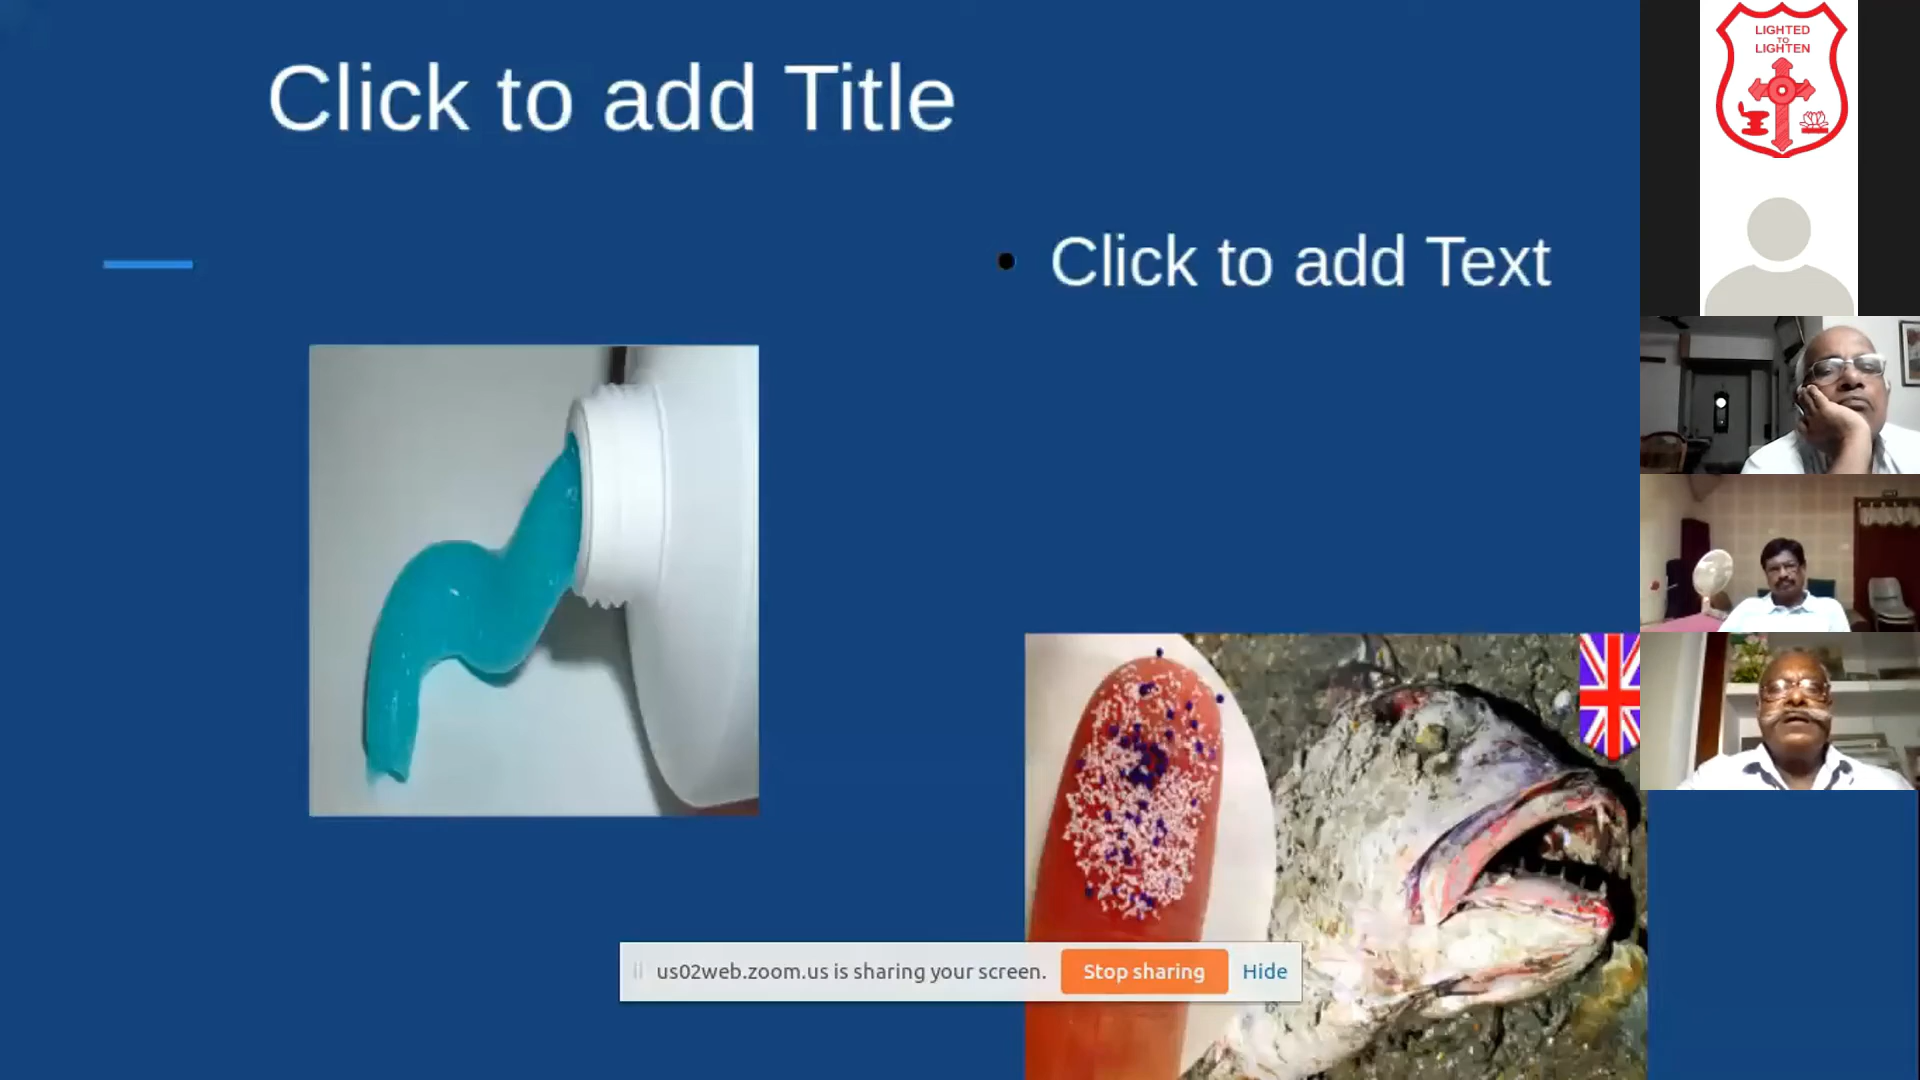 Click to add Title
• Click to add Text
us02web.zoom.us is sharing your screen.
Stop sharing
Hide
LIGHTED
TO
LIGHTEN